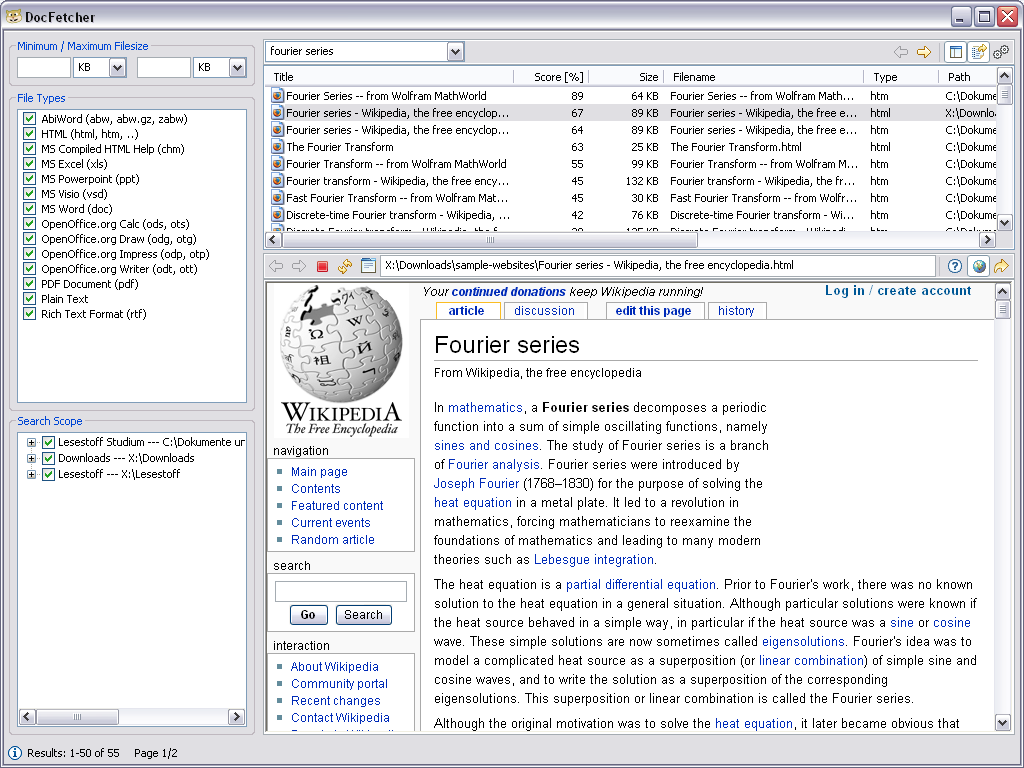 DocFetcher
Minimum / Maximum Filesize
KB
KB
File Types
AbiWord (abw, abw.gz, zabw)
HTML (html, htm, ..)
MS Compiled HTML Help (chm)
MS Excel (xls)
MS Powerpoint (ppt)
MS Visio (vsd)
MS Word (doc)
OpenOffice.org Calc (ods, ots)
OpenOffice.org Draw (odg, otg)
OpenOffice.org Impress (odp, otp)
OpenOffice.org Writer (odt, ott)
PDF Document (pdf)
Plain Text
Rich Text Format (rtf)
Search Scope
Lesestoff Studium --- C:\Dokumente ur
Downloads --- X:\Downloads
Lesestoff --- X:\Lesestoff
fourier series
Title Score [%] Size Filename Type Path
Fourier Series -- from Wolfram MathWorld 89 64 KB Fourier Series -- from Wolfram Math... htm C:\Dokume
Fourier series - Wikipedia, the free encyclop... 67 89 KB Fourier series - Wikipedia, the free e... html X:\Downlo
Fourier series - Wikipedia, the free encyclop... 64 89 KB Fourier series - Wikipedia, the free e... htm C:\Dokume
The Fourier Transform 63 25 KB The Fourier Transform.html html C:\Dokume
Fourier Transform -- from Wolfram MathWorld 55 99 KB Fourier Transform -- from Wolfram M... htm C:\Dokume
Fourier transform - Wikipedia, the free ency... 45 132 KB Fourier transform - Wikipedia, the fr... htm C:\Dokume
Fast Fourier Transform -- from Wolfram Mat... 45 30 KB Fast Fourier Transform -- from Wolfra... htm C:\Dokume
Discrete-time Fourier transform - Wikipedia, ... 42 76 KB Discrete-time Fourier transform - Wi... htm C:\Dokume
X:\Downloads\sample-websites\Fourier series - Wikipedia, the free encyclopedia.html
Your continued donations keep Wikipedia running!
Log in / create account
article discussion edit this page history
WIKIPEDIA
The Free Encyclopedia
navigation
Main page
Contents
Featured content
Current events
Random article
search
Go Search
interaction
About Wikipedia
Community portal
Recent changes
Contact Wikipedia
Fourier series
From Wikipedia, the free encyclopedia
In mathematics, a Fourier series decomposes a periodic
function into a sum of simple oscillating functions, namely
sines and cosines. The study of Fourier series is a branch
of Fourier analysis. Fourier series were introduced by
Joseph Fourier (1768–1830) for the purpose of solving the
heat equation in a metal plate. It led to a revolution in
mathematics, forcing mathematicians to reexamine the
foundations of mathematics and leading to many modern
theories such as Lebesgue integration.
The heat equation is a partial differential equation. Prior to Fourier's work, there was no known
solution to the heat equation in a general situation. Although particular solutions were known if
the heat source behaved in a simple way, in particular if the heat source was a sine or cosine
wave. These simple solutions are now sometimes called eigensolutions. Fourier's idea was to
model a complicated heat source as a superposition (or linear combination) of simple sine and
cosine waves, and to write the solution as a superposition of the corresponding
eigensolutions. This superposition or linear combination is called the Fourier series.
Although the original motivation was to solve the heat equation, it later became obvious that
Results: 1-50 of 55 Page 1/2